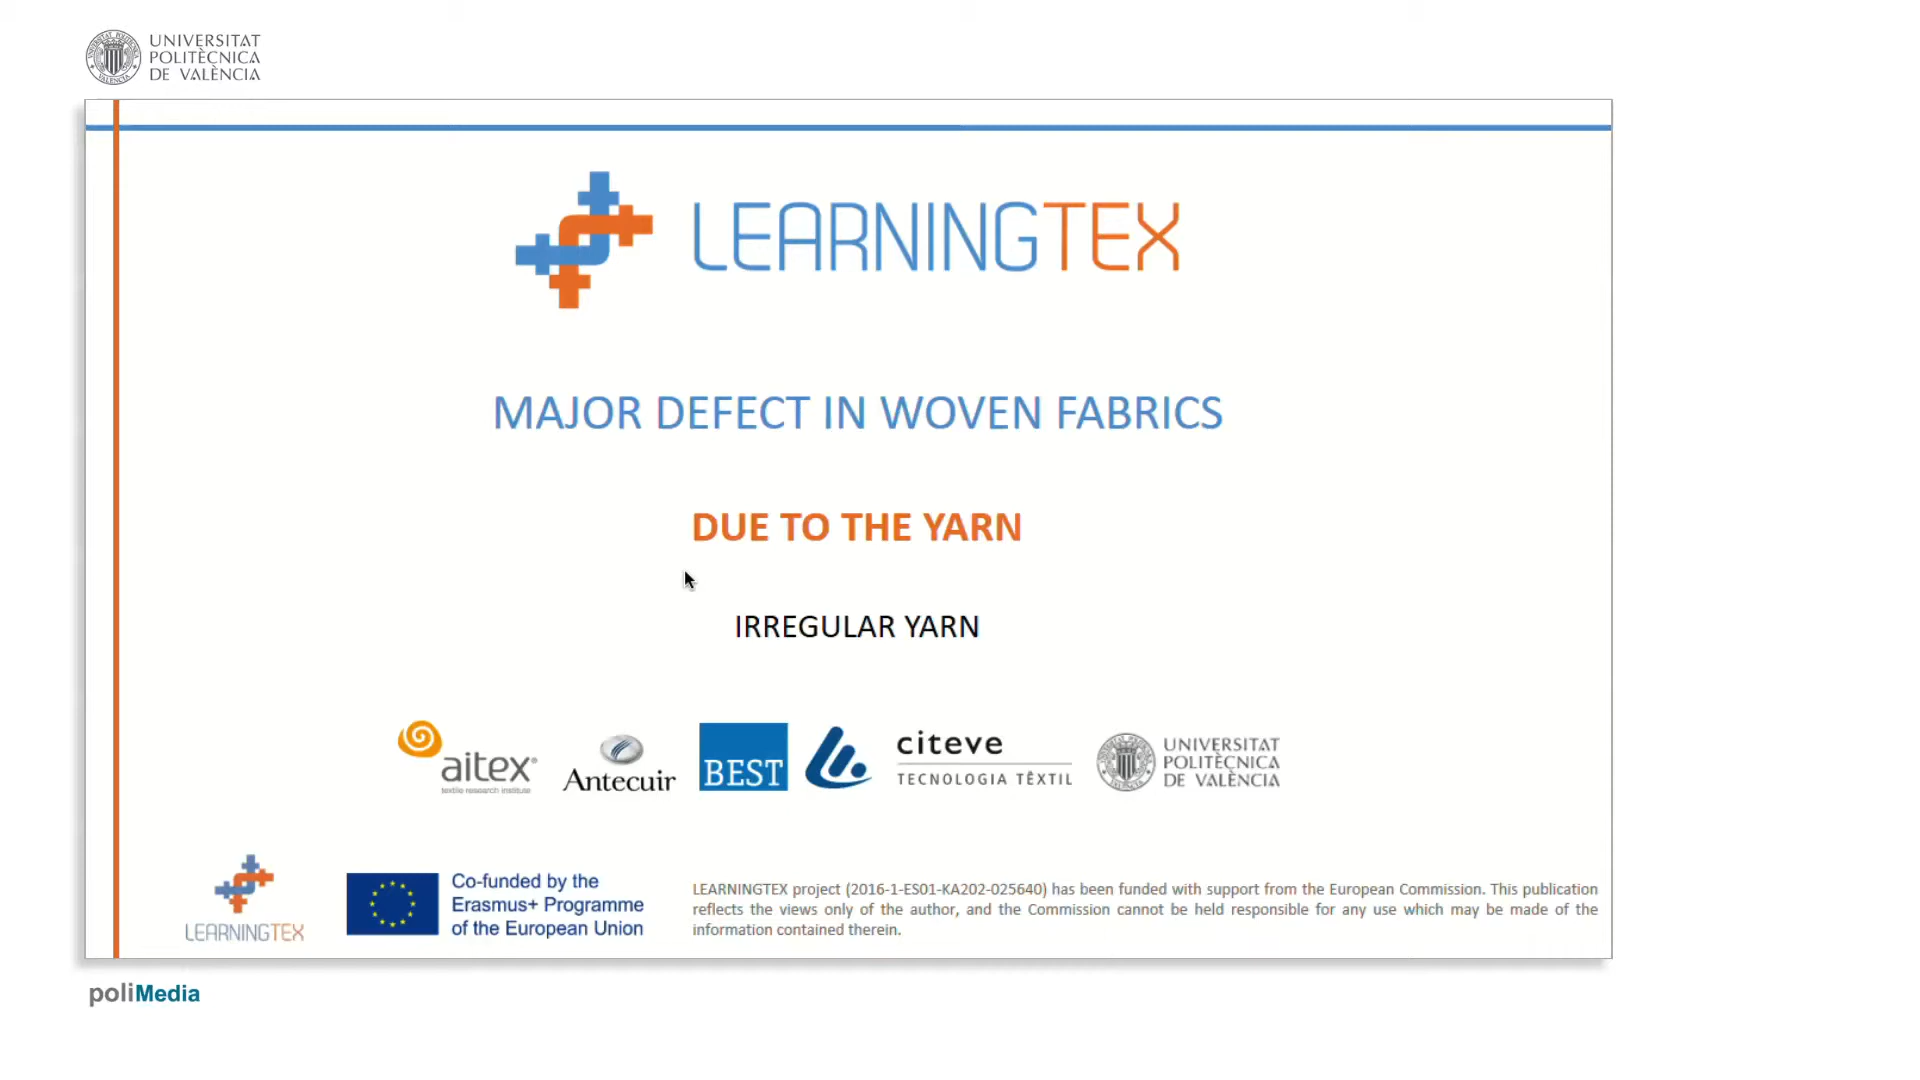 UNIVERSITAT
POLITÈCNICA
DE VALÈNCIA
LEARNINGTEX
MAJOR DEFECT IN WOVEN FABRICS
DUE TO THE YARN
IRREGULAR YARN
aitex®
textile research institute
Antecuir
BEST
citeve
TECNOLOGIA TÊXTIL
UNIVERSITAT
POLITÈCNICA
DE VALÈNCIA
LEARNINGTEX
Co-funded by the
Erasmus+ Programme
of the European Union
LEARNINGTEX project (2016-1-ES01-KA202-025640) has been funded with support from the European Commission. This publication
reflects the views only of the author, and the Commission cannot be held responsible for any use which may be made of the
information contained therein.
poliMedia